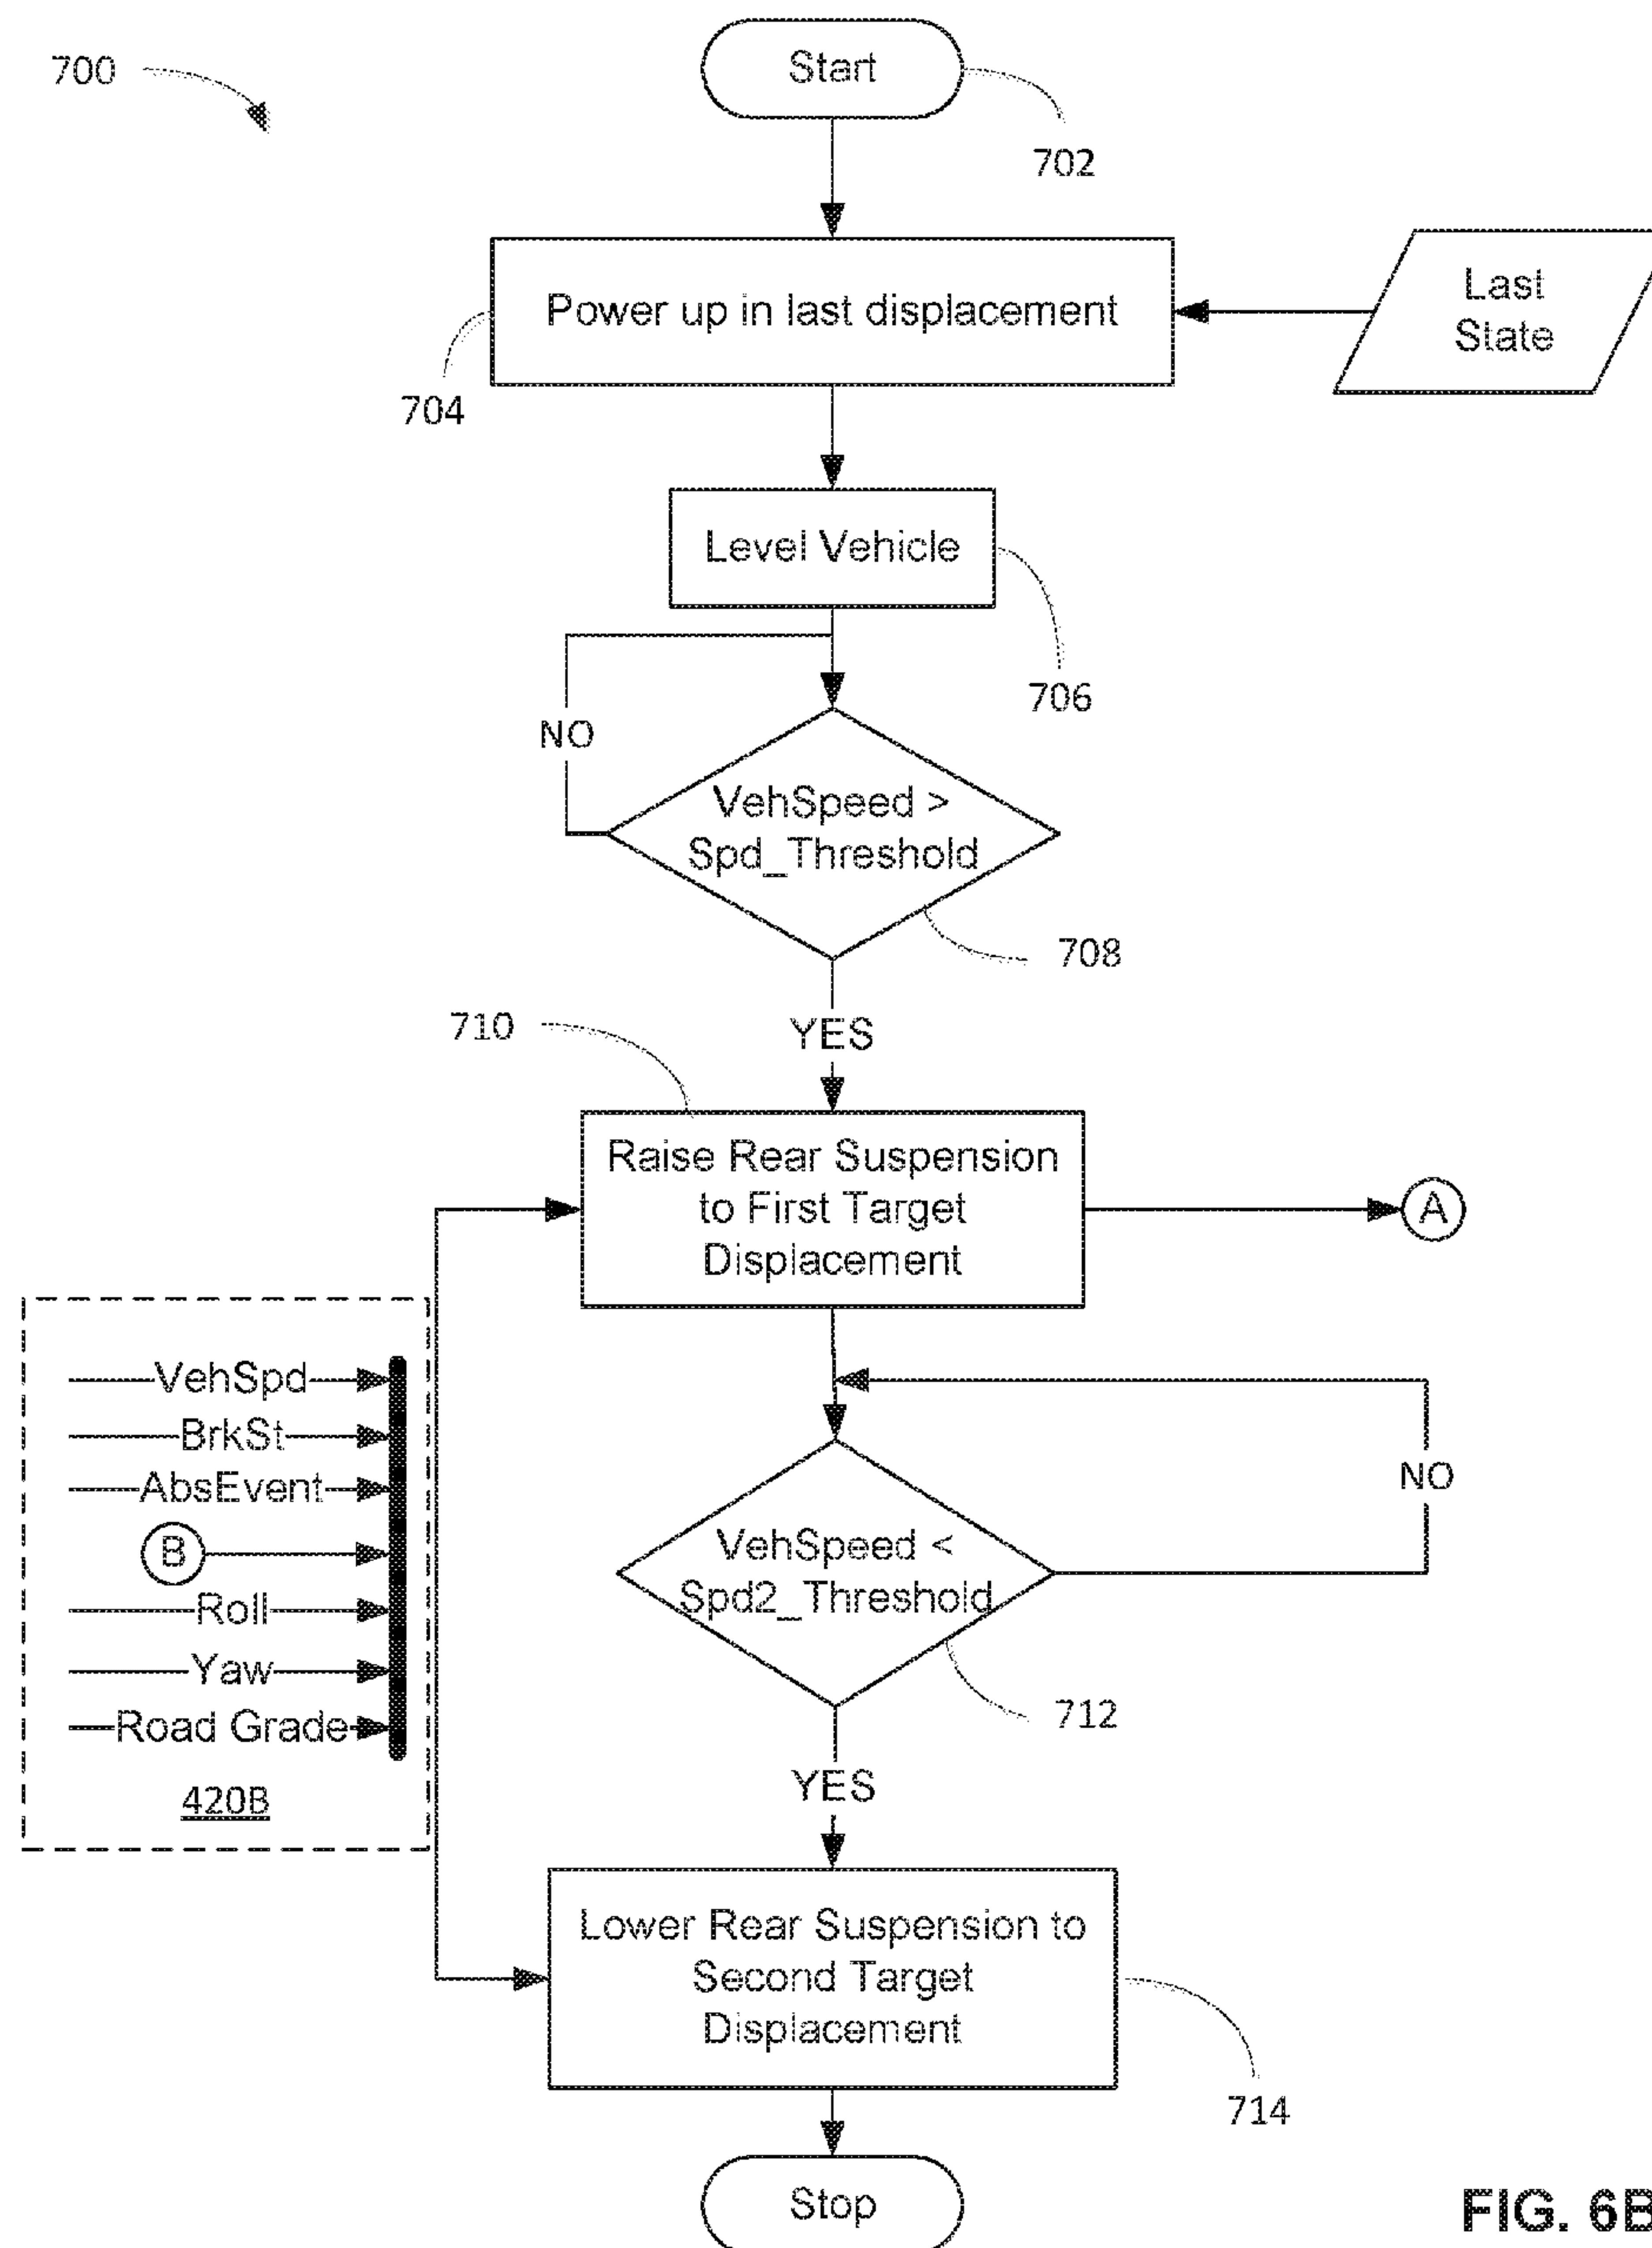 700
Start
702
Power up in last displacement
Last
State
704
Level Vehicle
706
NO
VehSpeed >
Spd_Threshold
708
YES
710
Raise Rear Suspension
to First Target
Displacement
A
VehSpd
BrkSt
AbsEvent
B
Roll
Yaw
Road Grade
420B
NO
VehSpeed <
Spd2_Threshold
712
YES
Lower Rear Suspension to
Second Target
Displacement
714
Stop
FIG. 6B